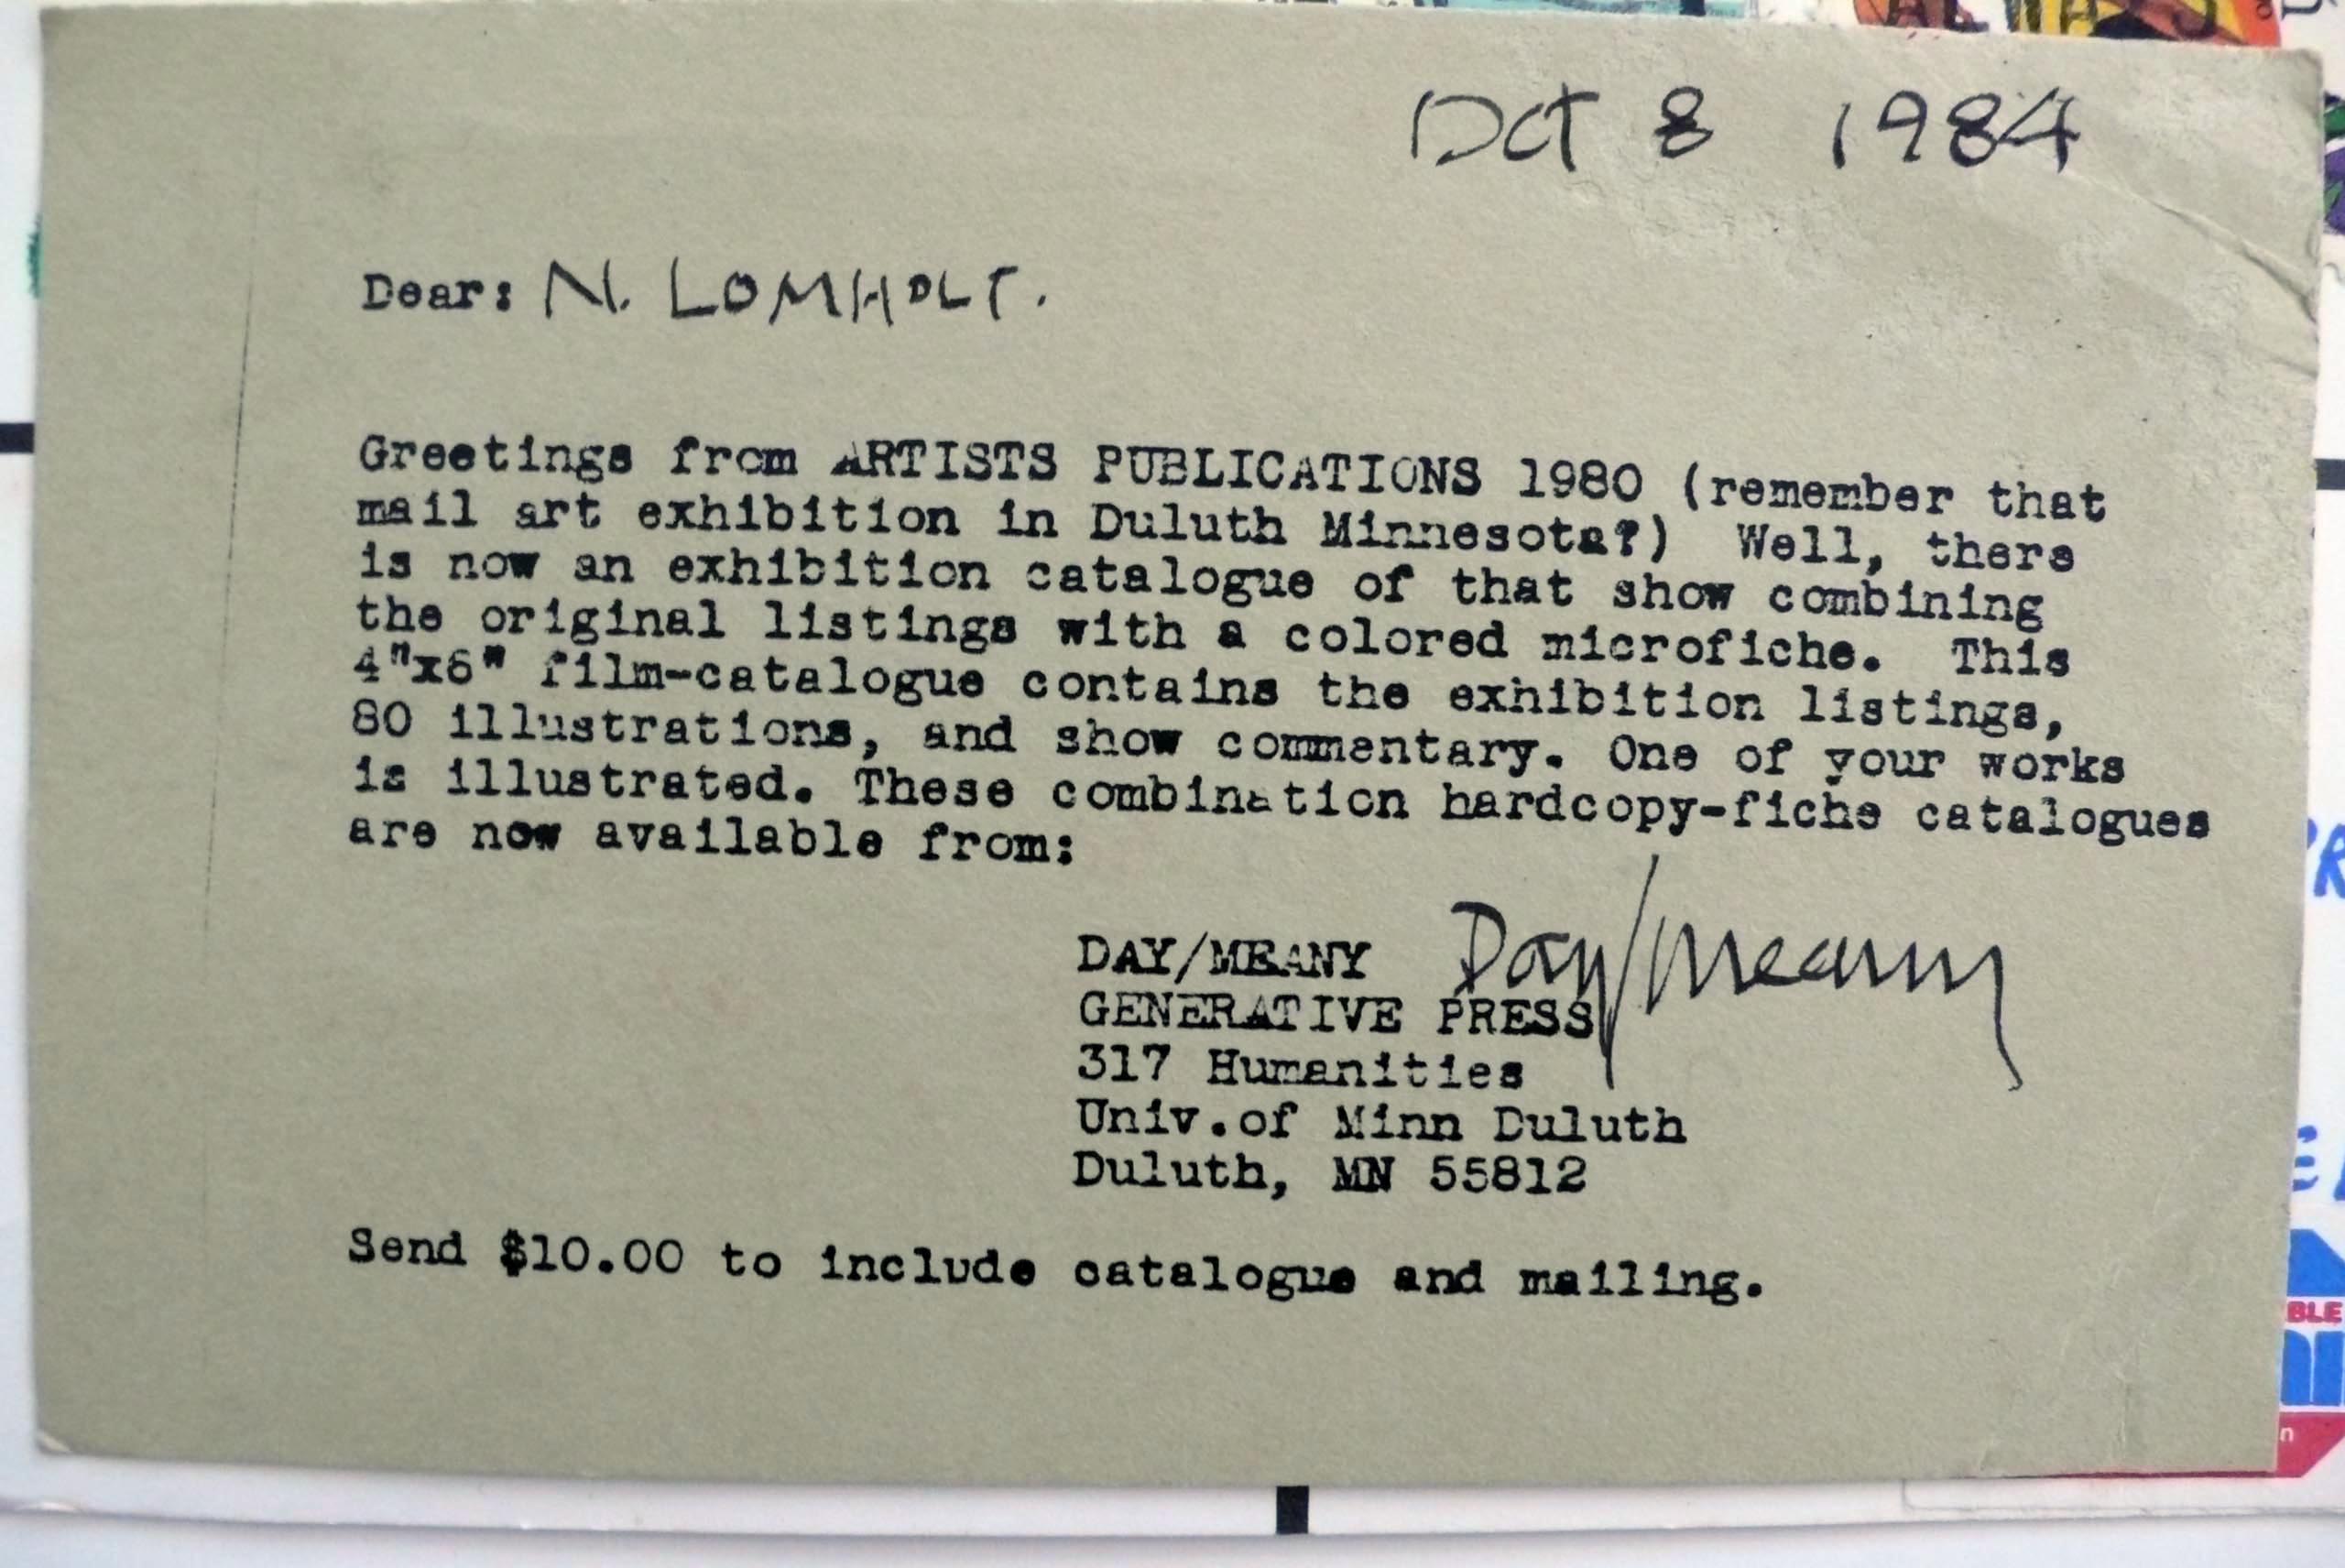 Oct 8 1984
Dear: N. LOMHOLT.
Greetings from ARTISTS PUBLICATIONS 1980 (remember that
mail art exhibition in Duluth Minnesota?) Well, there
is now an exhibition catalogue of that show combining
the original listings with a colored microfiche. This
4"x6" film-catalogue contains the exhibition listings,
80 illustrations, and show commentary. One of your works
is illustrated. These combination hardcopy-fiche catalogues
are now available from:
DAY/MEANY Day/Meany
GENERATIVE PRESS
317 Humanities
Univ.of Minn Duluth
Duluth, MN 55812
Send $10.00 to include catalogue and mailing.
BLE